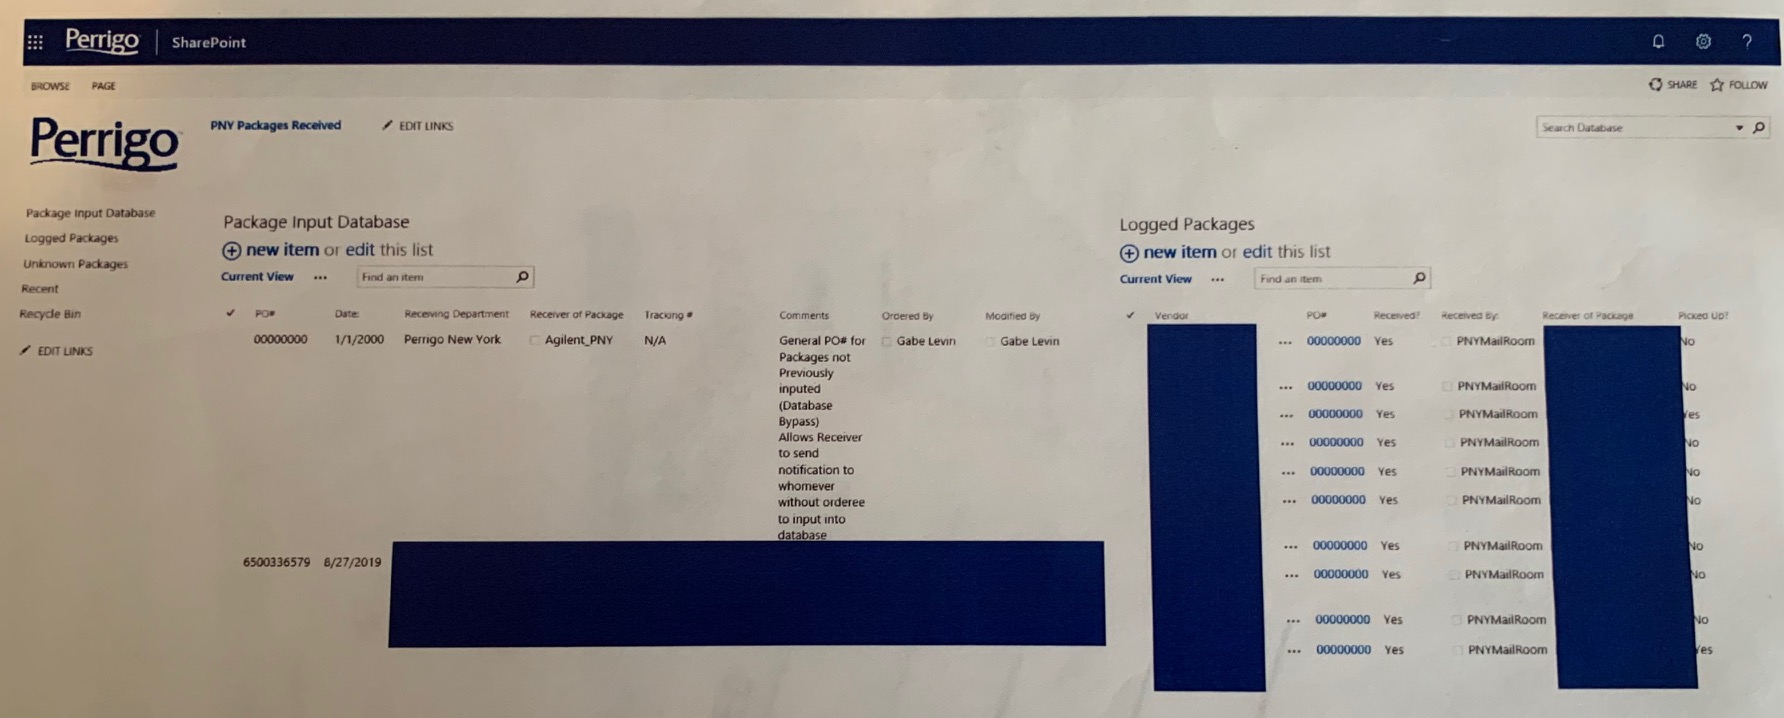 Perrigo SharePoint ?
BROWSE PAGE SHARE FOLLOW
Perrigo PNY Packages Received EDIT LINKS Search Database
Package Input Database
Logged Packages
Unknown Packages
Recent
Recycle Bin
EDIT LINKS
Package Input Database
new item or edit this list
Current View ... Find an item
PO# Date: Receiving Department Receiver of Package Tracking # Comments Ordered By Modified By
00000000 1/1/2000 Perrigo New York Agilent_PNY N/A General PO# for Gabe Levin Gabe Levin
Packages not
Previously
inputed
(Database
Bypass)
Allows Receiver
to send
notification to
whomever
without orderee
to input into
database
6500336579 8/27/2019
Logged Packages
new item or edit this list
Current View ... Find an item
Vendor PO# Received? Received By: Receiver of Package Picked Up?
... 00000000 Yes PNYMailRoom No
... 00000000 Yes PNYMailRoom No
... 00000000 Yes PNYMailRoom Yes
... 00000000 Yes PNYMailRoom No
... 00000000 Yes PNYMailRoom No
... 00000000 Yes PNYMailRoom No
... 00000000 Yes PNYMailRoom No
... 00000000 Yes PNYMailRoom No
... 00000000 Yes PNYMailRoom No
... 00000000 Yes PNYMailRoom Yes